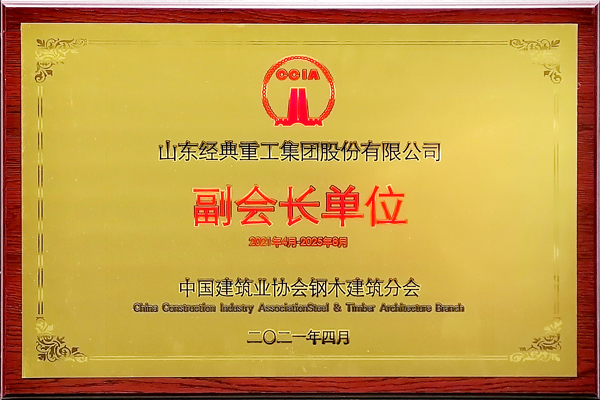 CCIA
山东经典重工集团股份有限公司
副会长单位
2021年4月-2025年8月
中国建筑业协会钢木建筑分会
China Construction Industry AssociationSteel & Timber Architecture Branch
二〇二一年四月